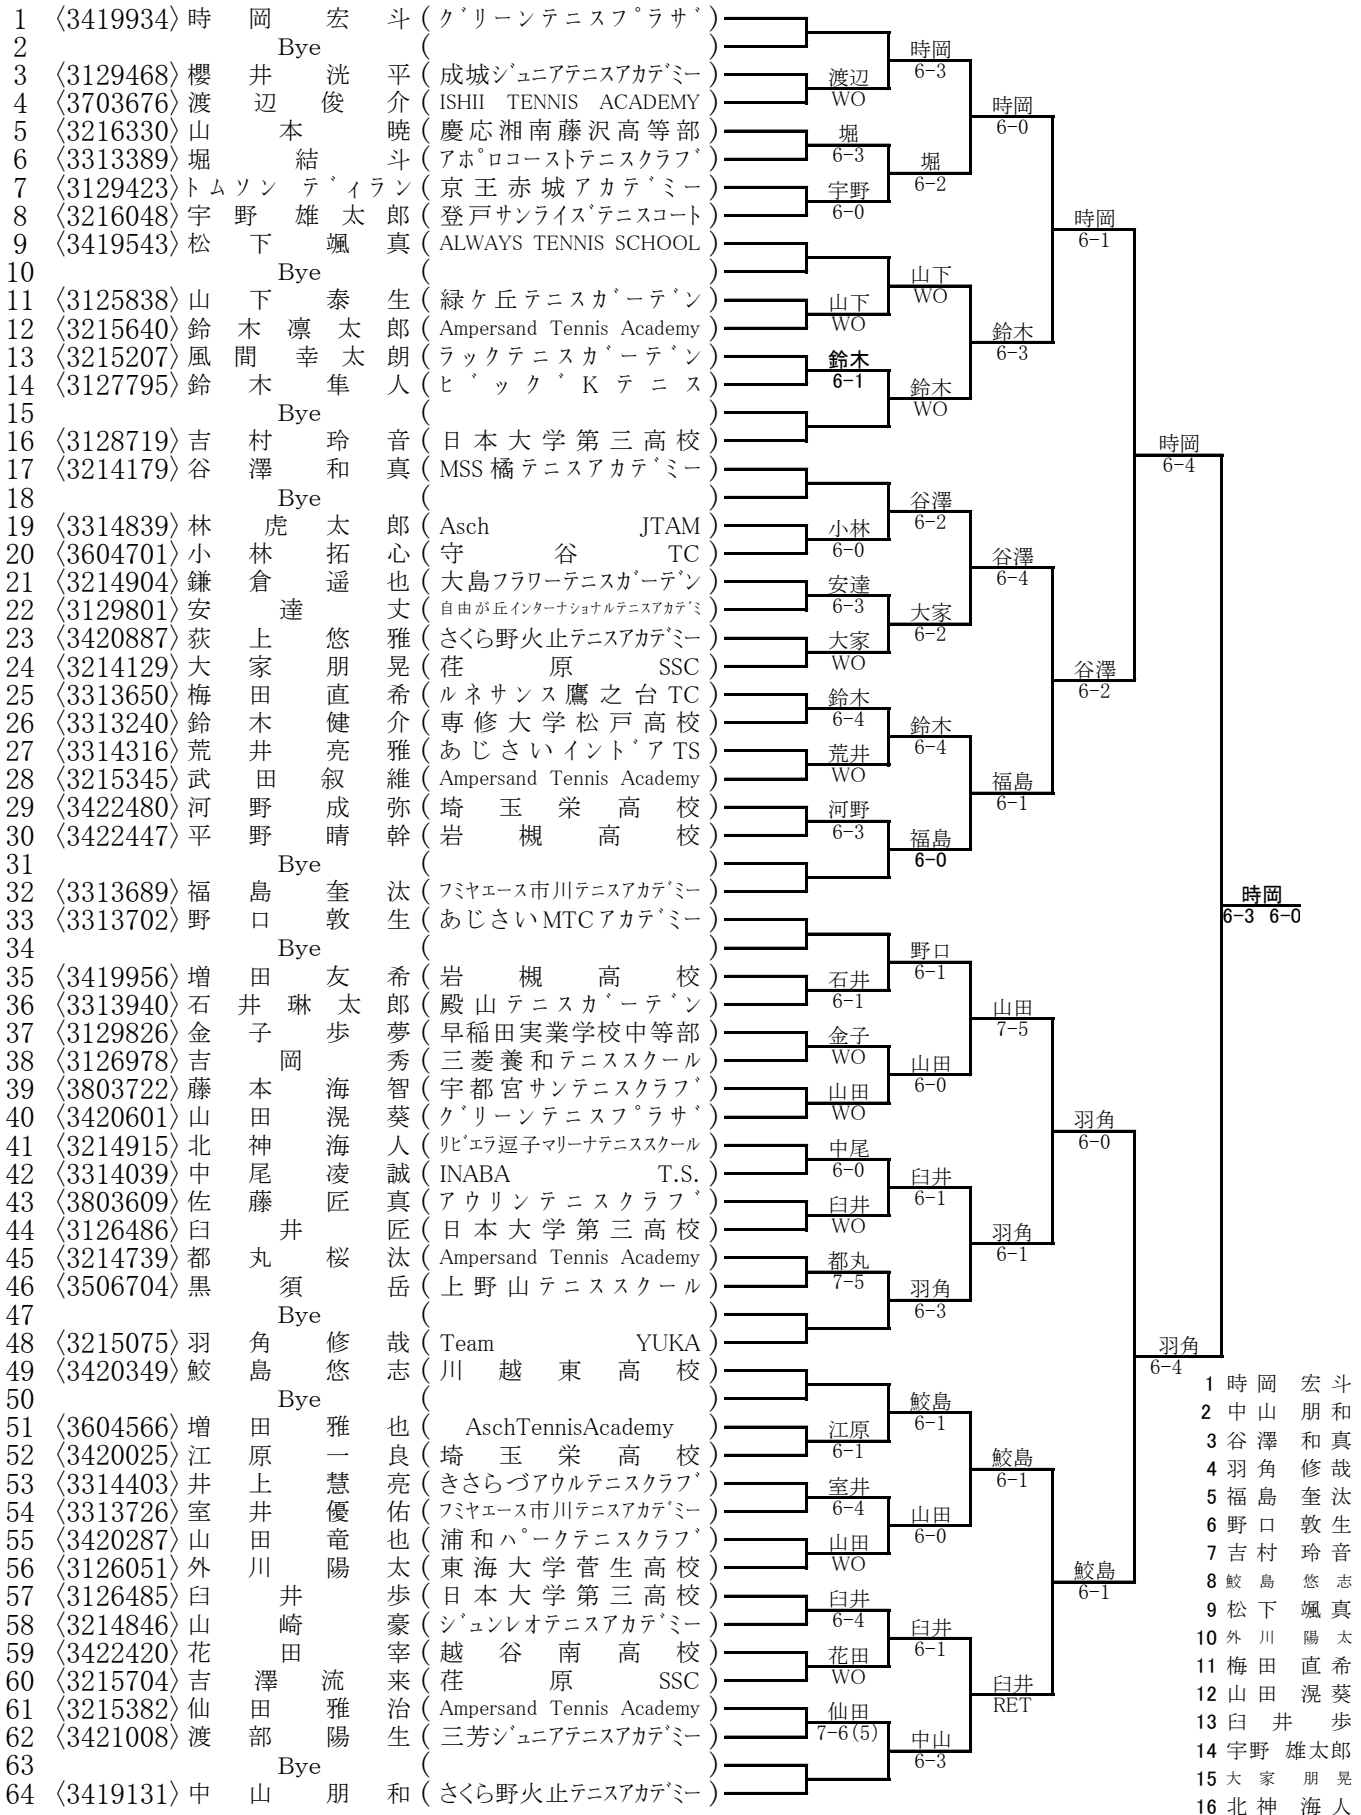 1 〈3419934〉 時岡 宏斗 ( グリーンテニスプラザ )
2 Bye ( )
時岡
6-3
3 〈3129468〉 櫻井 洸平 ( 成城ジュニアテニスアカデミー )
渡辺
WO
4 〈3703676〉 渡辺 俊介 ( ISHII TENNIS ACADEMY )
時岡
6-0
5 〈3216330〉 山本 暁 ( 慶応湘南藤沢高等部 )
堀
6-3
6 〈3313389〉 堀 結斗 ( アポロコーストテニスクラブ )
堀
6-2
7 〈3129423〉 トムソン ディラン ( 京王赤城アカデミー )
宇野
6-0
8 〈3216048〉 宇野 雄太郎 ( 登戸サンライズテニスコート )
時岡
6-1
9 〈3419543〉 松下 颯真 ( ALWAYS TENNIS SCHOOL )
10 Bye ( )
山下
WO
11 〈3125838〉 山下 泰生 ( 緑ケ丘テニスガーデン )
山下
WO
12 〈3215640〉 鈴木 凛太郎 ( Ampersand Tennis Academy )
鈴木
6-3
13 〈3215207〉 風間 幸太朗 ( ラックテニスガーデン )
鈴木
6-1
14 〈3127795〉 鈴木 隼人 ( ビッグKテニス )
鈴木
WO
15 Bye ( )
16 〈3128719〉 吉村 玲音 ( 日本大学第三高校 )
時岡
6-4
17 〈3214179〉 谷澤 和真 ( MSS橘テニスアカデミー )
18 Bye ( )
谷澤
6-2
19 〈3314839〉 林 虎太郎 ( Asch JTAM )
小林
6-0
20 〈3604701〉 小林 拓心 ( 守谷 TC )
谷澤
6-4
21 〈3214904〉 鎌倉 遥也 ( 大島フラワーテニスガーデン )
安達
6-3
22 〈3129801〉 安達 丈 ( 自由が丘インターナショナルテニスアカデミ
大家
6-2
23 〈3420887〉 荻上 悠雅 ( さくら野火止テニスアカデミー )
大家
WO
24 〈3214129〉 大家 朋晃 ( 荏原 SSC )
谷澤
6-2
25 〈3313650〉 梅田 直希 ( ルネサンス鷹之台TC )
鈴木
6-4
26 〈3313240〉 鈴木 健介 ( 専修大学松戸高校 )
鈴木
6-4
27 〈3314316〉 荒井 亮雅 ( あじさいインドアTS )
荒井
WO
28 〈3215345〉 武田 叙維 ( Ampersand Tennis Academy )
福島
6-1
29 〈3422480〉 河野 成弥 ( 埼玉栄高校 )
河野
6-3
30 〈3422447〉 平野 晴幹 ( 岩槻高校 )
福島
6-0
31 Bye ( )
32 〈3313689〉 福島 奎汰 ( フミヤエース市川テニスアカデミー )
時岡
6-3 6-0
33 〈3313702〉 野口 敦生 ( あじさいMTCアカデミー )
34 Bye ( )
野口
6-1
35 〈3419956〉 増田 友希 ( 岩槻高校 )
石井
6-1
36 〈3313940〉 石井 琳太郎 ( 殿山テニスガーデン )
山田
7-5
37 〈3129826〉 金子 歩夢 ( 早稲田実業学校中等部 )
金子
WO
38 〈3126978〉 吉岡 秀 ( 三菱養和テニススクール )
山田
6-0
39 〈3803722〉 藤本 海智 ( 宇都宮サンテニスクラブ )
山田
WO
40 〈3420601〉 山田 滉葵 ( グリーンテニスプラザ )
羽角
6-0
41 〈3214915〉 北神 海人 ( リビエラ逗子マリーナテニススクール )
中尾
6-0
42 〈3314039〉 中尾 凌誠 ( INABA T.S. )
臼井
6-1
43 〈3803609〉 佐藤 匠真 ( アウリンテニスクラブ )
臼井
WO
44 〈3126486〉 臼井 匠 ( 日本大学第三高校 )
羽角
6-1
45 〈3214739〉 都丸 桜汰 ( Ampersand Tennis Academy )
都丸
7-5
46 〈3506704〉 黒須 岳 ( 上野山テニススクール )
羽角
6-3
47 Bye ( )
48 〈3215075〉 羽角 修哉 ( Team YUKA )
羽角
6-4
49 〈3420349〉 鮫島 悠志 ( 川越東高校 )
50 Bye ( )
鮫島
6-1
51 〈3604566〉 増田 雅也 ( AschTennisAcademy )
江原
6-1
52 〈3420025〉 江原 一良 ( 埼玉栄高校 )
鮫島
6-1
53 〈3314403〉 井上 慧亮 ( きさらづアウルテニスクラブ )
室井
6-4
54 〈3313726〉 室井 優佑 ( フミヤエース市川テニスアカデミー )
山田
6-0
55 〈3420287〉 山田 竜也 ( 浦和パークテニスクラブ )
山田
WO
56 〈3126051〉 外川 陽太 ( 東海大学菅生高校 )
鮫島
6-1
57 〈3126485〉 臼井 歩 ( 日本大学第三高校 )
臼井
6-4
58 〈3214846〉 山崎 豪 ( ジュンレオテニスアカデミー )
臼井
6-1
59 〈3422420〉 花田 宰 ( 越谷南高校 )
花田
WO
60 〈3215704〉 吉澤 流来 ( 荏原 SSC )
臼井
RET
61 〈3215382〉 仙田 雅治 ( Ampersand Tennis Academy )
仙田
7-6(5)
62 〈3421008〉 渡部 陽生 ( 三芳ジュニアテニスアカデミー )
中山
6-3
63 Bye ( )
64 〈3419131〉 中山 朋和 ( さくら野火止テニスアカデミー )
1 時岡 宏斗
2 中山 朋和
3 谷澤 和真
4 羽角 修哉
5 福島 奎汰
6 野口 敦生
7 吉村 玲音
8 鮫島 悠志
9 松下 颯真
10 外川 陽太
11 梅田 直希
12 山田 滉葵
13 臼井 歩
14 宇野 雄太郎
15 大家 朋晃
16 北神 海人